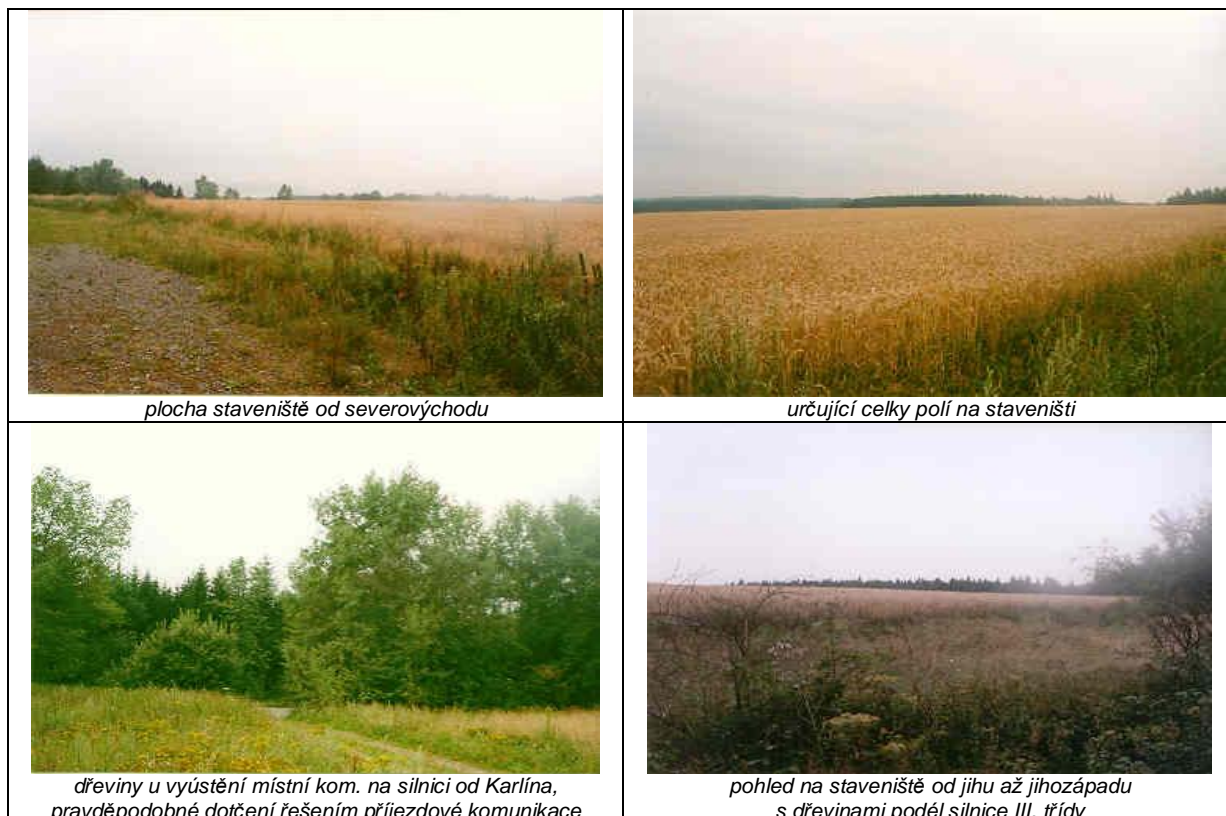 plocha staveniště od severovýchodu
určující celky polí na staveništi
dřeviny u vyústění místní kom. na silnici od Karlína,
pravděpodobné dotčení řešením příjezdové komunikace
pohled na staveniště od jihu až jihozápadu
s dřevinami podél silnice III. třídy